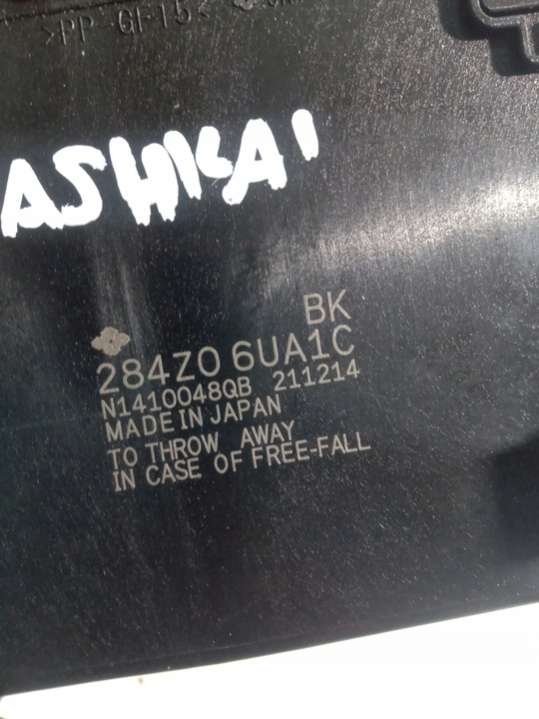 >PP-GF15<
ASHKAI
BK
284Z0 6UA1C
N1410048QB 211214
MADE IN JAPAN
TO THROW AWAY
IN CASE OF FREE-FALL